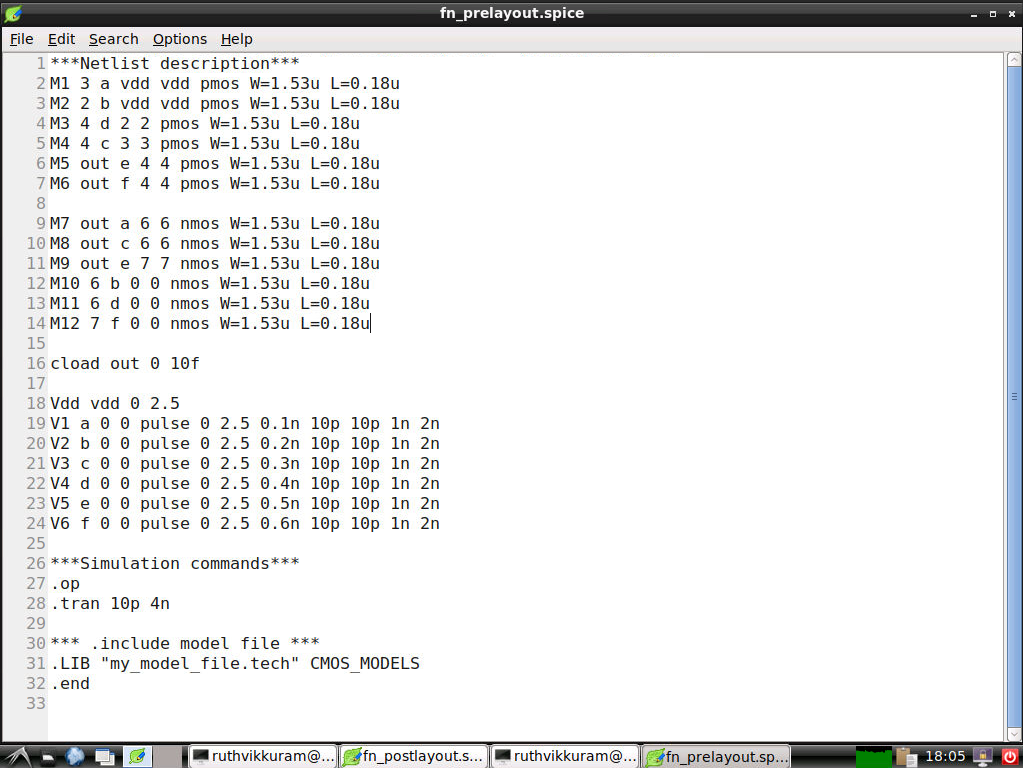 fn_prelayout.spice
File Edit Search Options Help
1 ***Netlist description***
2 M1 3 a vdd vdd pmos W=1.53u L=0.18u
3 M2 2 b vdd vdd pmos W=1.53u L=0.18u
4 M3 4 d 2 2 pmos W=1.53u L=0.18u
5 M4 4 c 3 3 pmos W=1.53u L=0.18u
6 M5 out e 4 4 pmos W=1.53u L=0.18u
7 M6 out f 4 4 pmos W=1.53u L=0.18u
8
9 M7 out a 6 6 nmos W=1.53u L=0.18u
10 M8 out c 6 6 nmos W=1.53u L=0.18u
11 M9 out e 7 7 nmos W=1.53u L=0.18u
12 M10 6 b 0 0 nmos W=1.53u L=0.18u
13 M11 6 d 0 0 nmos W=1.53u L=0.18u
14 M12 7 f 0 0 nmos W=1.53u L=0.18u
15
16 cload out 0 10f
17
18 Vdd vdd 0 2.5
19 V1 a 0 0 pulse 0 2.5 0.1n 10p 10p 1n 2n
20 V2 b 0 0 pulse 0 2.5 0.2n 10p 10p 1n 2n
21 V3 c 0 0 pulse 0 2.5 0.3n 10p 10p 1n 2n
22 V4 d 0 0 pulse 0 2.5 0.4n 10p 10p 1n 2n
23 V5 e 0 0 pulse 0 2.5 0.5n 10p 10p 1n 2n
24 V6 f 0 0 pulse 0 2.5 0.6n 10p 10p 1n 2n
25
26 ***Simulation commands***
27 .op
28 .tran 10p 4n
29
30 *** .include model file ***
31 .LIB "my_model_file.tech" CMOS_MODELS
32 .end
33
ruthvikkuram@... fn_postlayout.s... ruthvikkuram@... fn_prelayout.sp... 18:05